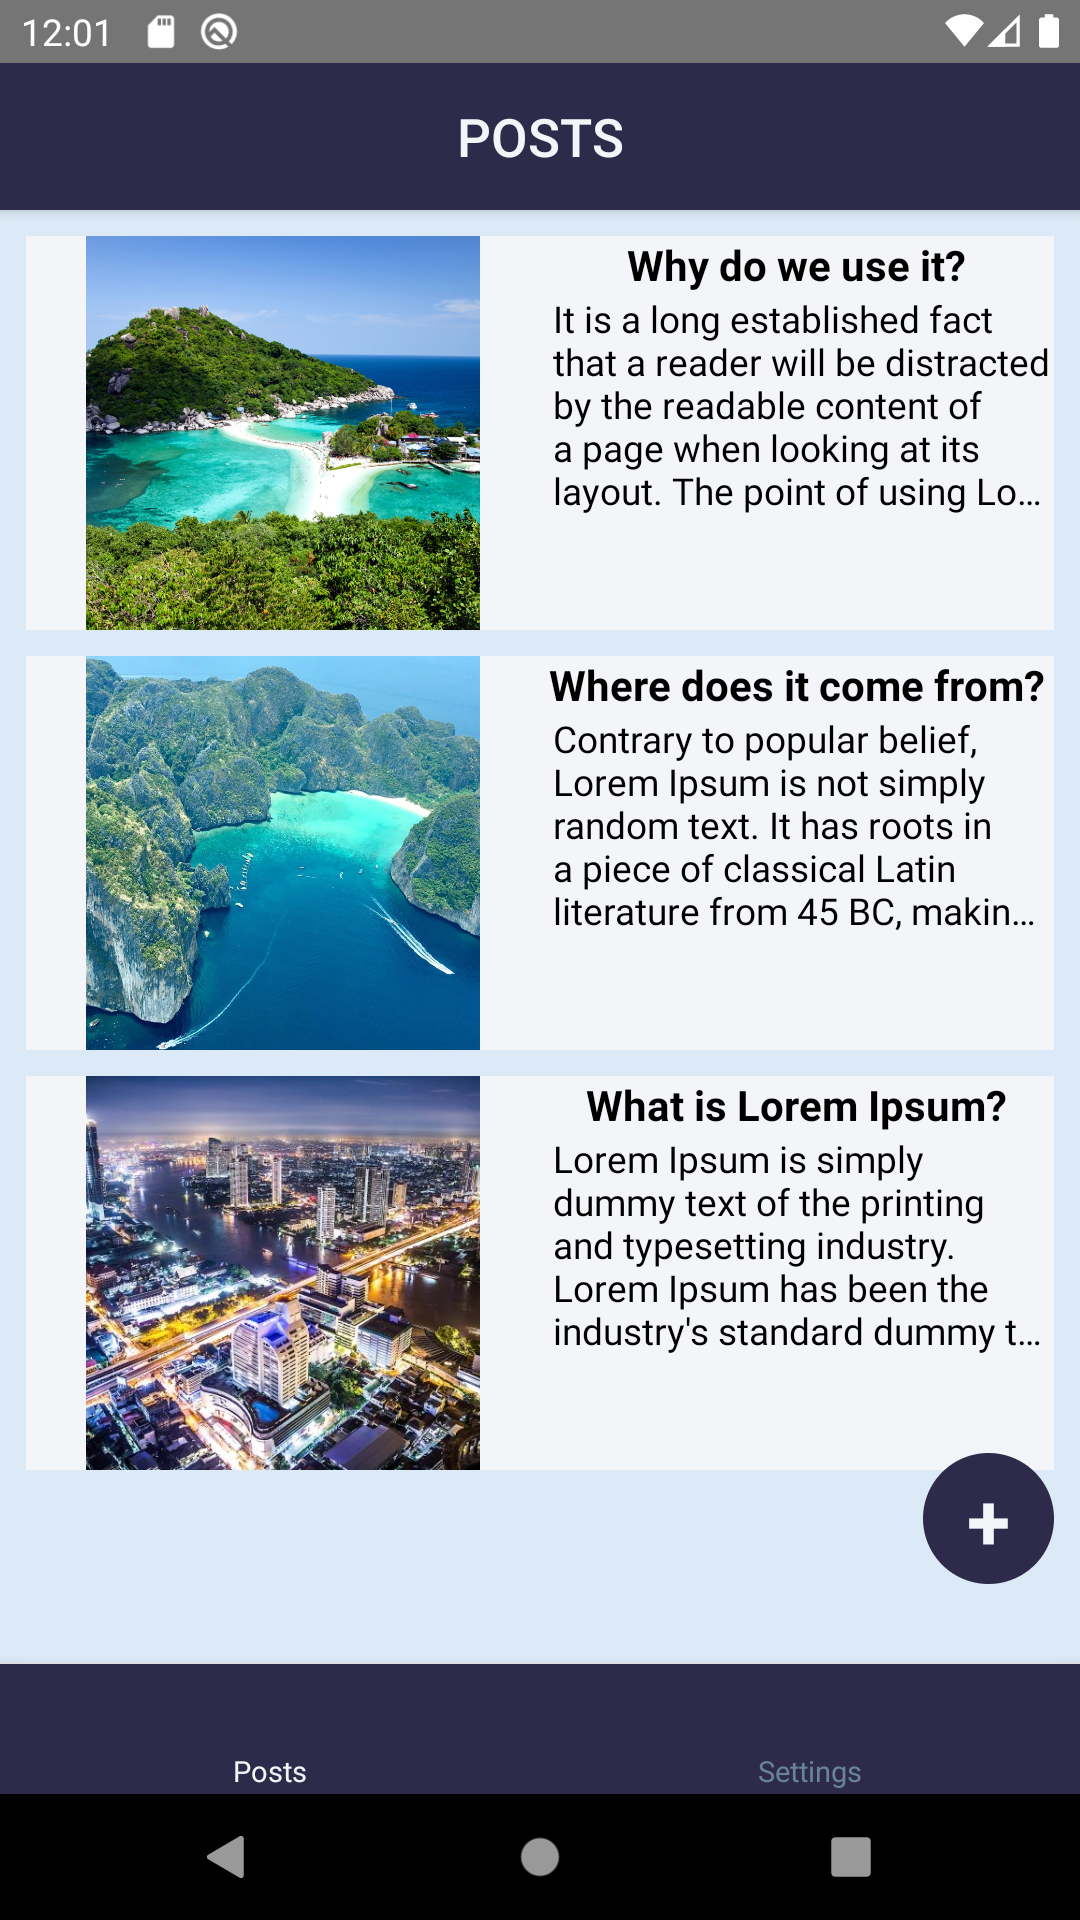 12:01
POSTS
Why do we use it?
It is a long established fact
that a reader will be distracted
by the readable content of
a page when looking at its
layout. The point of using Lo...
Where does it come from?
Contrary to popular belief,
Lorem Ipsum is not simply
random text. It has roots in
a piece of classical Latin
literature from 45 BC, makin...
What is Lorem Ipsum?
Lorem Ipsum is simply
dummy text of the printing
and typesetting industry.
Lorem Ipsum has been the
industry's standard dummy t...
+
Posts
Settings